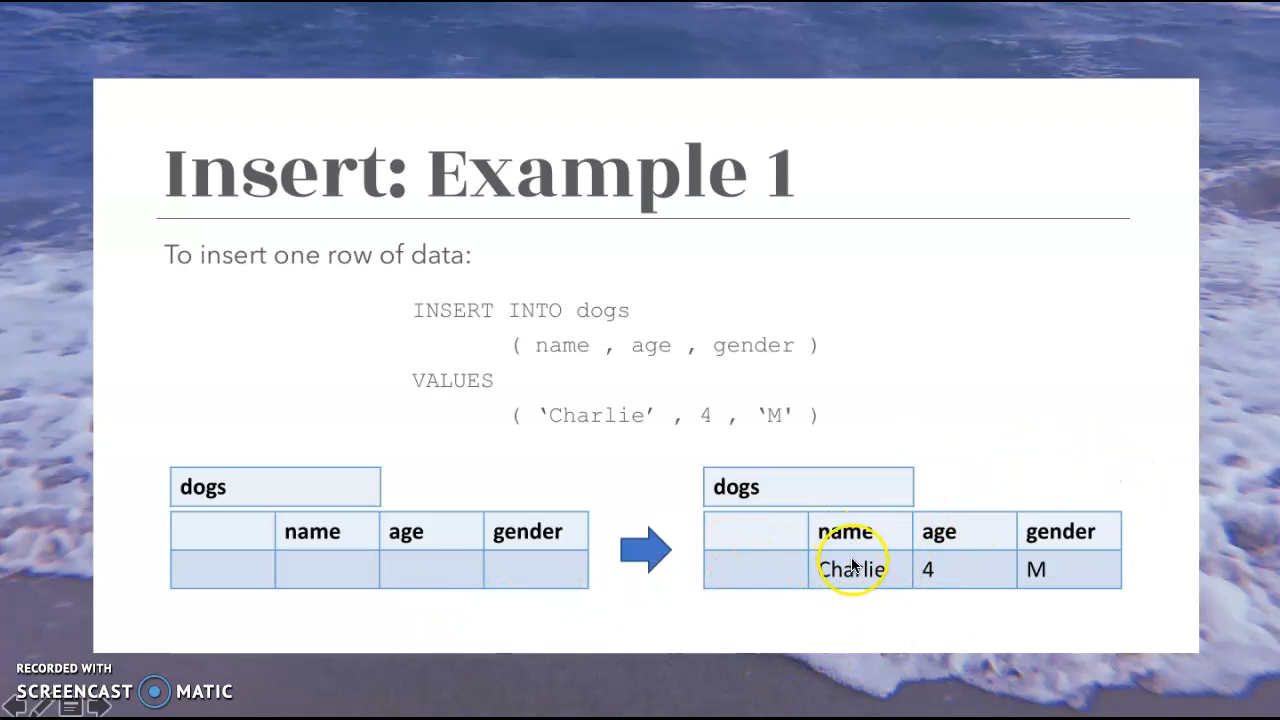 Insert: Example 1
To insert one row of data:
INSERT INTO dogs
( name , age , gender )
VALUES
( ‘Charlie’ , 4 , ‘M' )
dogs
name age gender
dogs
name age gender
Charlie 4 M
RECORDED WITH
SCREENCAST MATIC